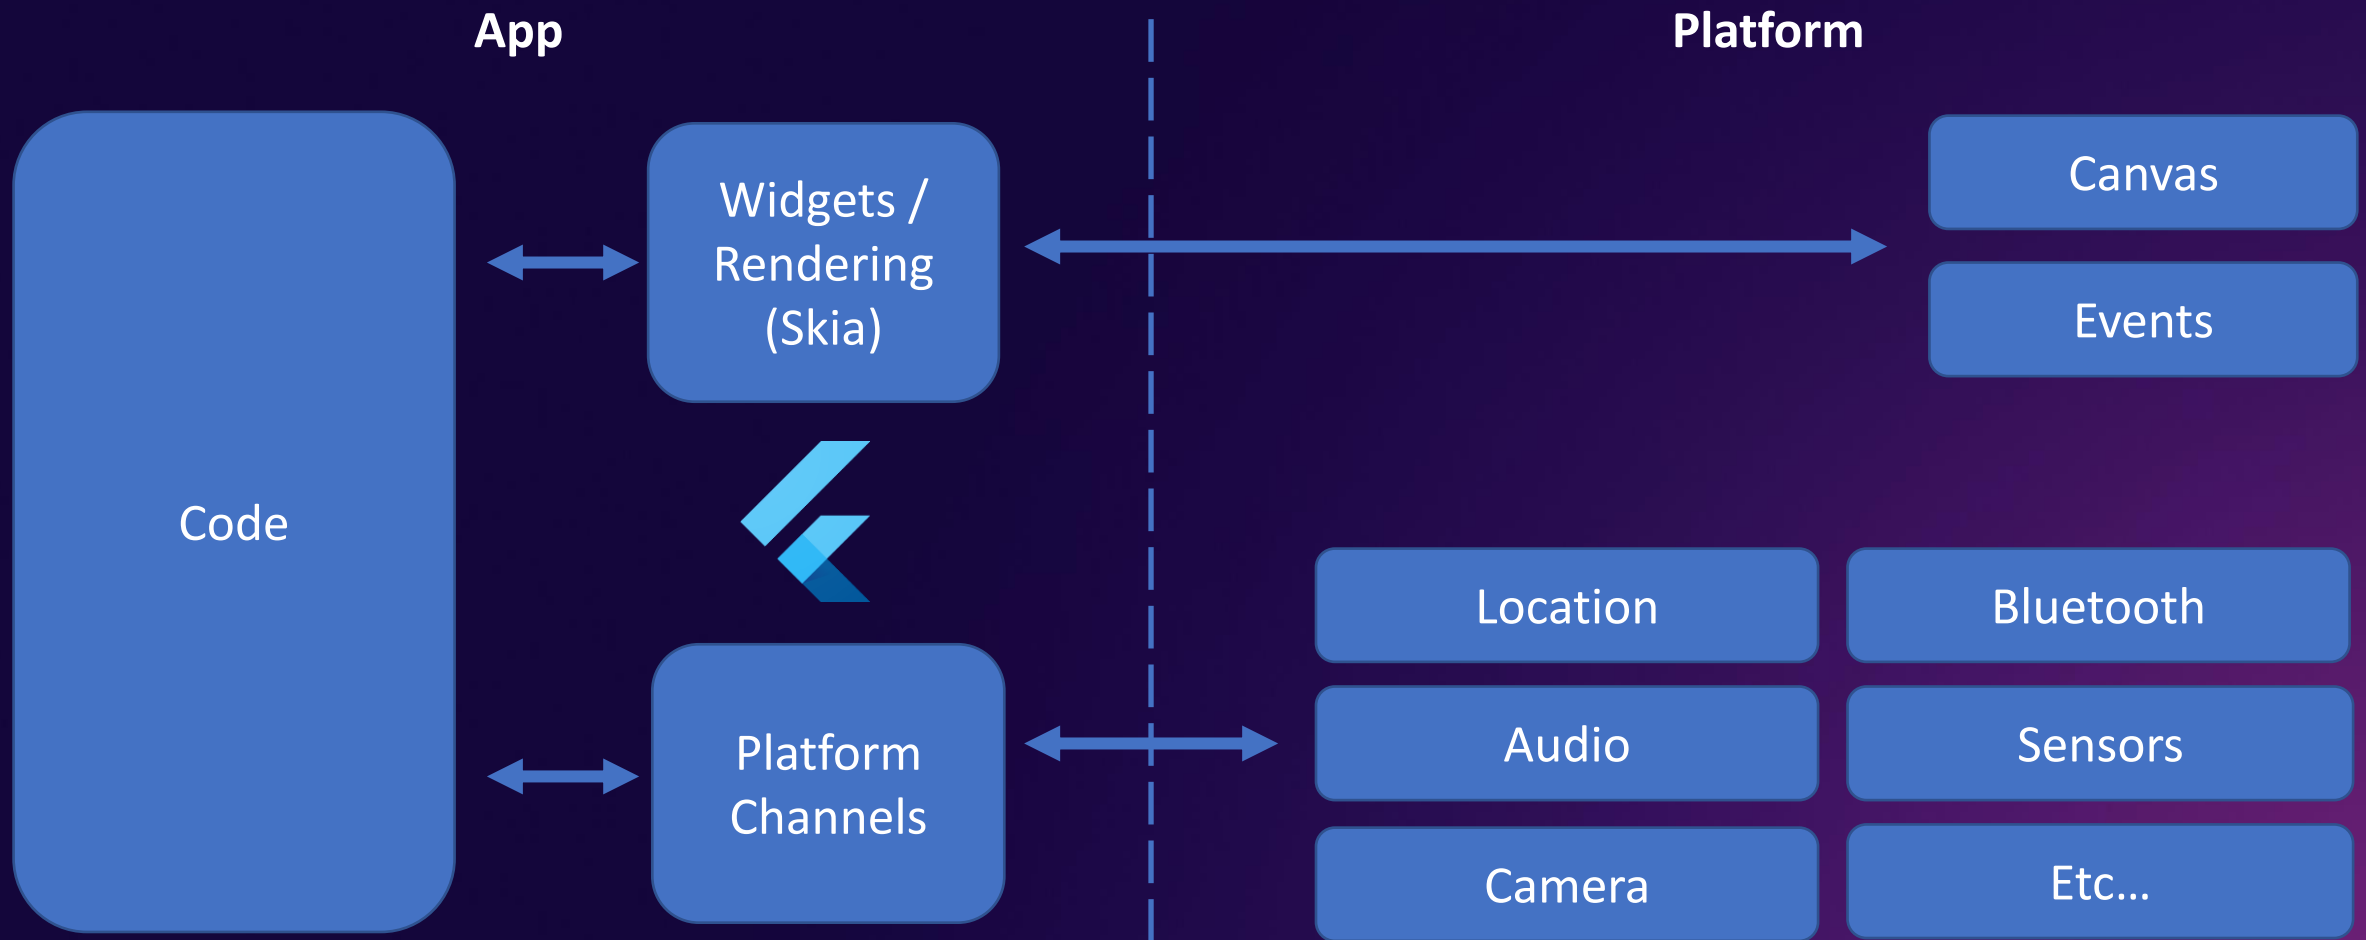 App
Platform
Code
Widgets /
Rendering
(Skia)
Canvas
Events
Platform
Channels
Location
Bluetooth
Audio
Sensors
Camera
Etc...